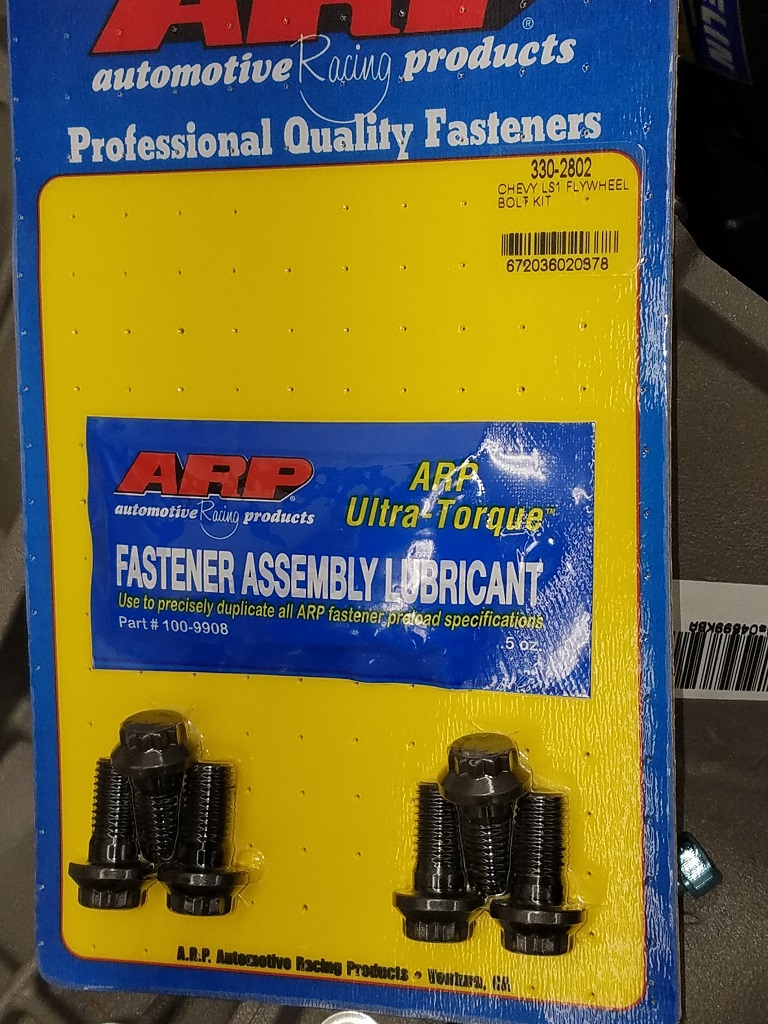 ARP®
automotive Racing products
Professional Quality Fasteners
330-2802
CHEVY LS1 FLYWHEEL
BOLT KIT
672036020978
ARP®
automotive Racing products
ARP
Ultra-Torque™
FASTENER ASSEMBLY LUBRICANT
Use to precisely duplicate all ARP fastener preload specifications
Part # 100-9908
.5 oz.
A.R.P. Automotive Racing Products • Ventura, CA